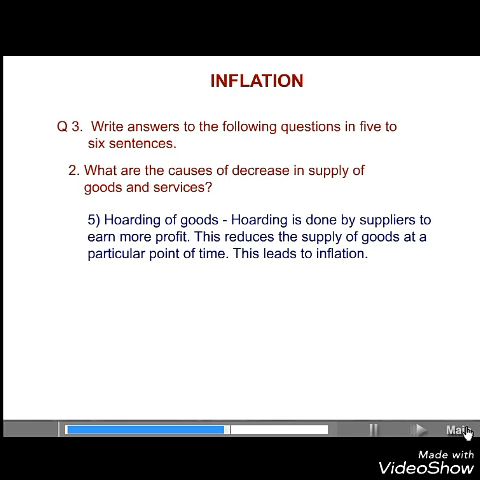 INFLATION
Q 3. Write answers to the following questions in five to
six sentences.
2. What are the causes of decrease in supply of
goods and services?
5) Hoarding of goods - Hoarding is done by suppliers to
earn more profit. This reduces the supply of goods at a
particular point of time. This leads to inflation.
Made with
VideoShow